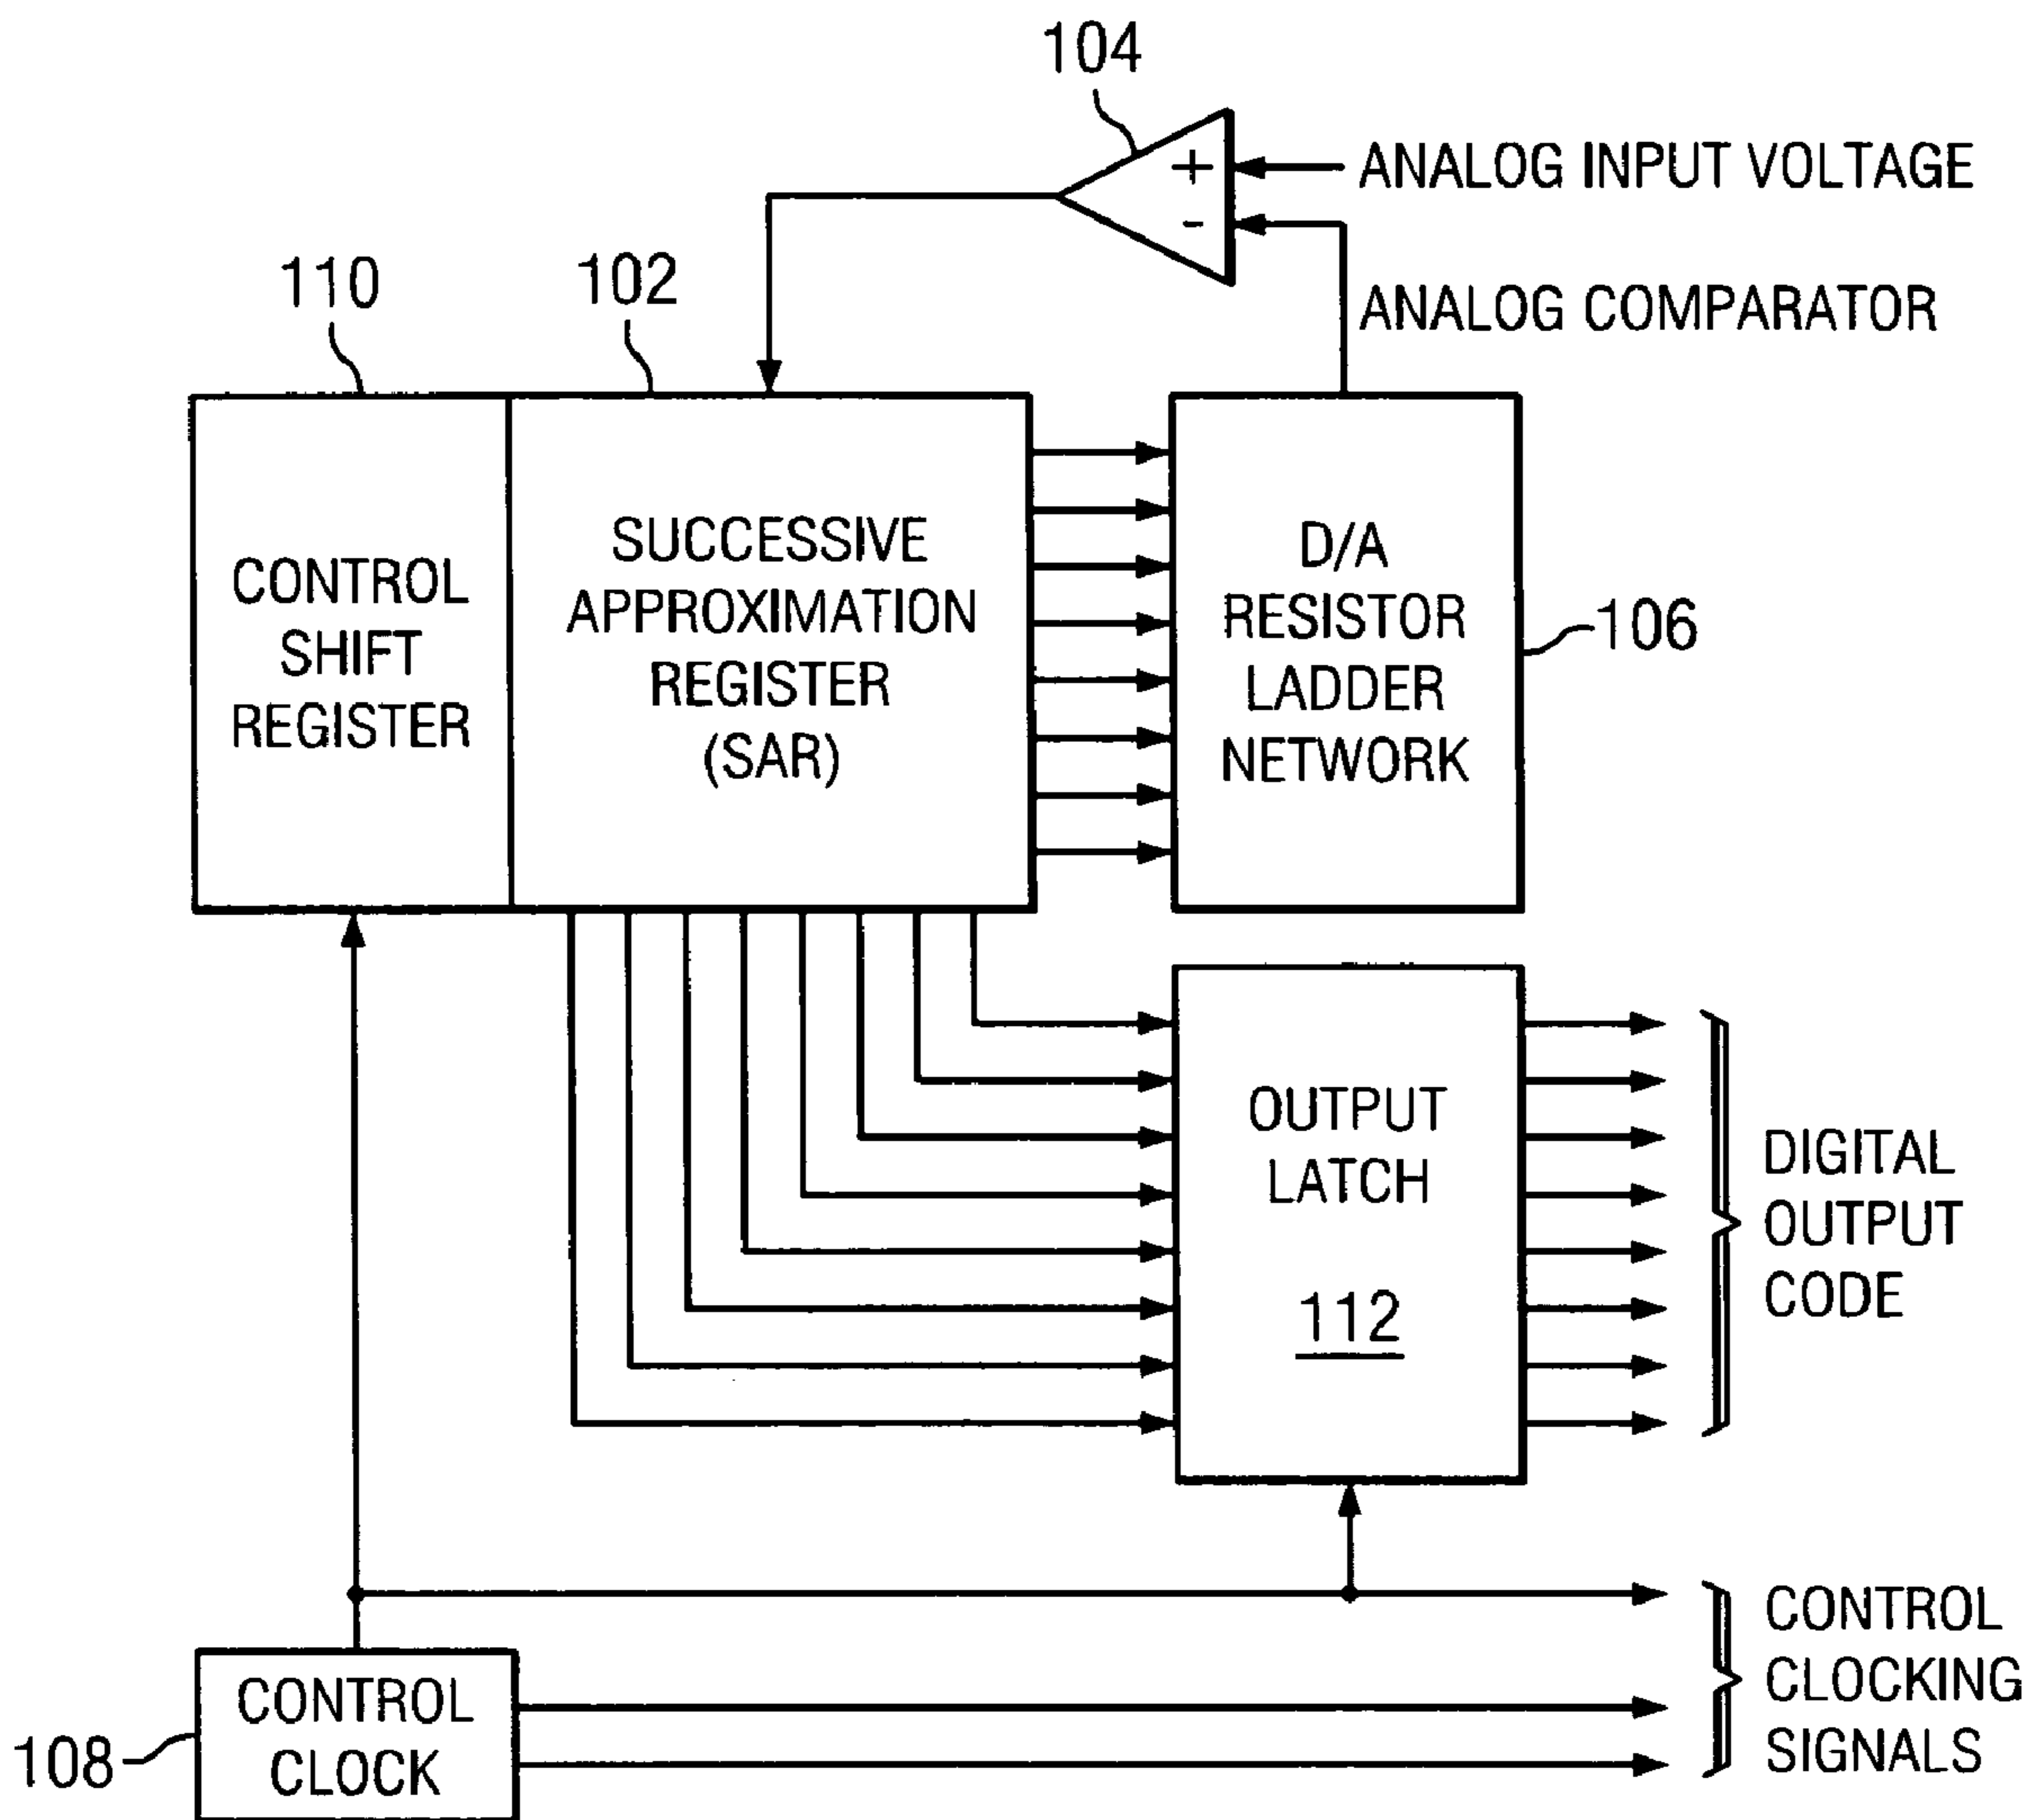 104
+
ANALOG INPUT VOLTAGE
-
ANALOG COMPARATOR
110
102
CONTROL
SHIFT
REGISTER
SUCCESSIVE
APPROXIMATION
REGISTER
(SAR)
D/A
RESISTOR
LADDER
NETWORK
106
OUTPUT
LATCH
112
DIGITAL
OUTPUT
CODE
CONTROL
CLOCK
108
CONTROL
CLOCKING
SIGNALS